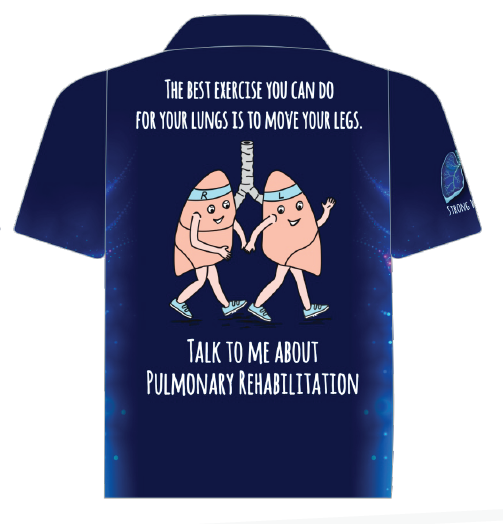 The best exercise you can do
for your lungs is to move your legs.
R L
Strong
Talk to me about
Pulmonary Rehabilitation